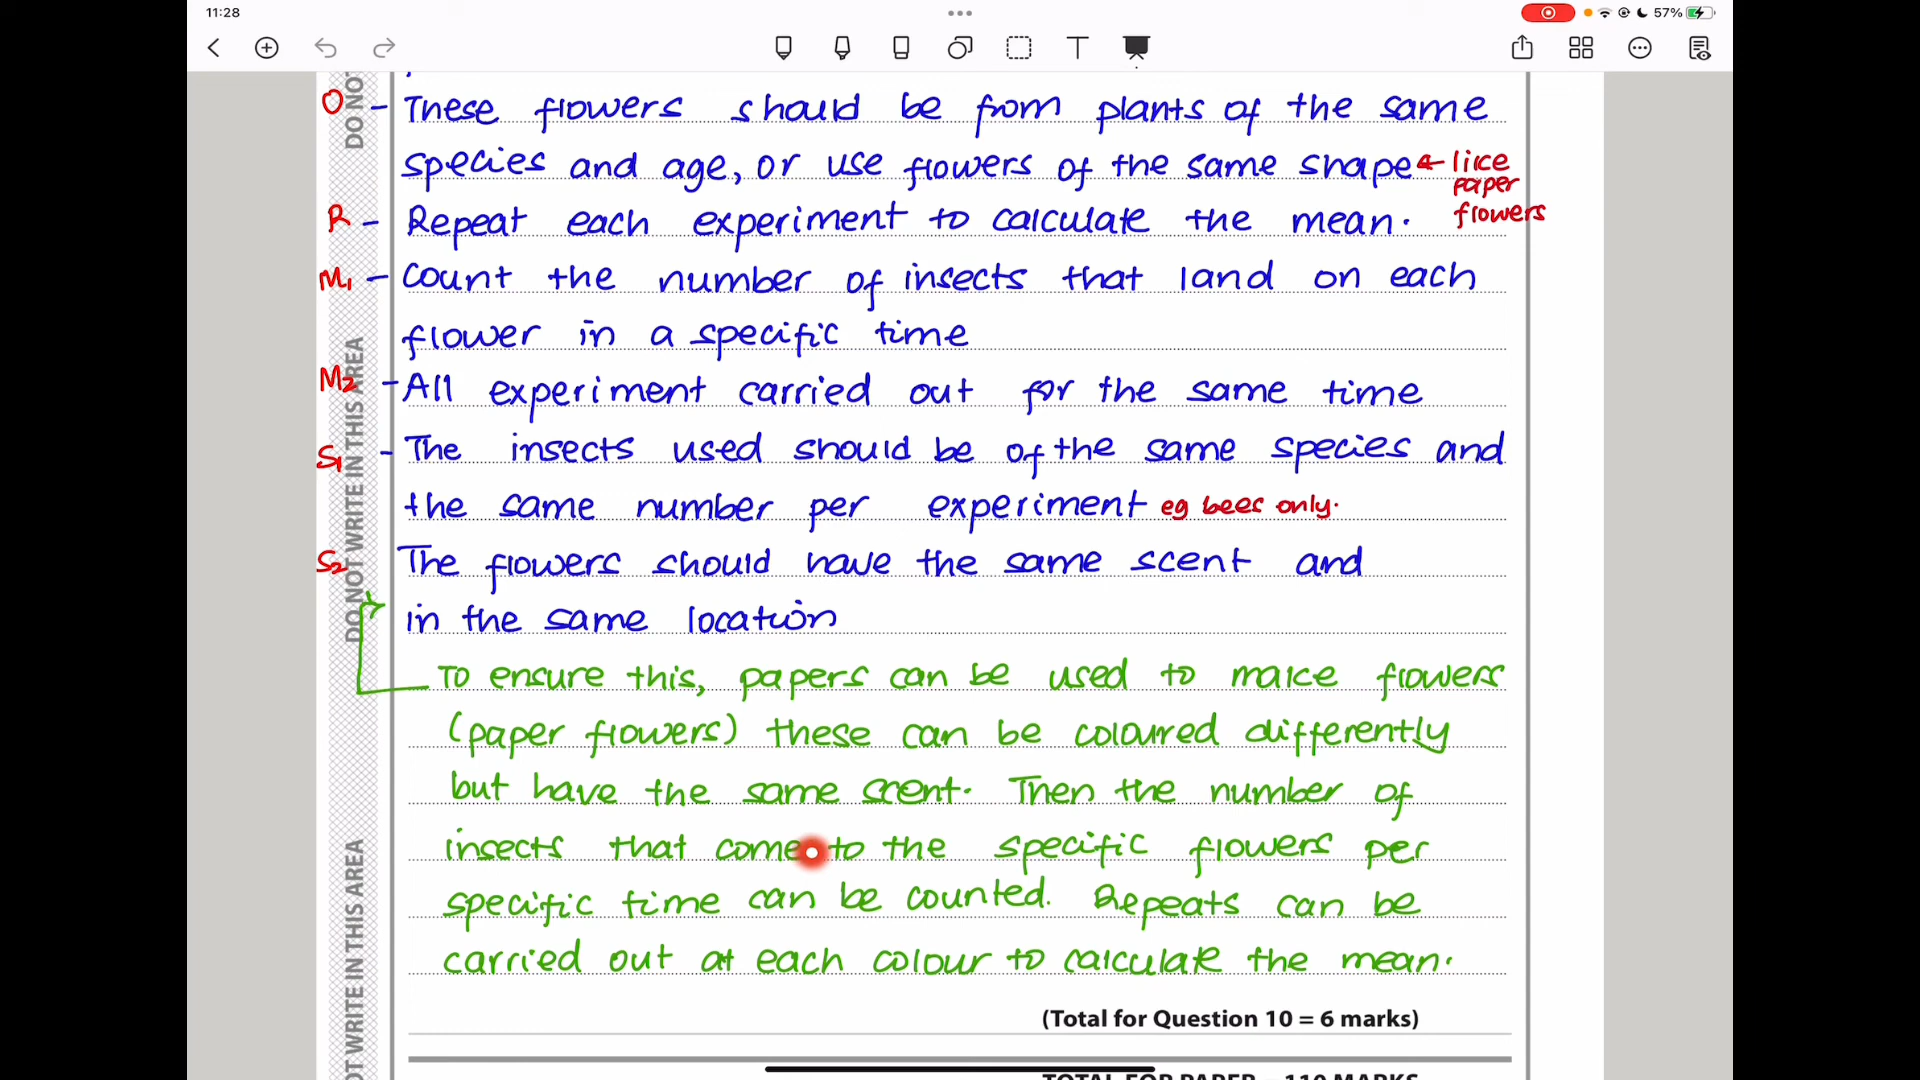 11:28
57%
O - These flowers should be from plants of the same
species and age, or use flowers of the same shape ← like
paper
flowers
R - Repeat each experiment to calculate the mean.
M1 - Count the number of insects that land on each
flower in a specific time
M2 - All experiment carried out for the same time
S1 - The insects used should be of the same species and
the same number per experiment eg bees only.
S2 The flowers should have the same scent and
in the same location
To ensure this, papers can be used to make flowers
(paper flowers) these can be coloured differently
but have the same scent. Then the number of
insects that come to the specific flowers per
specific time can be counted. Repeats can be
carried out at each colour to calculate the mean.
(Total for Question 10 = 6 marks)
TOTAL FOR PAPER = 110 MARKS
DO NOT
DO NOT WRITE IN THIS AREA
NOT WRITE IN THIS AREA